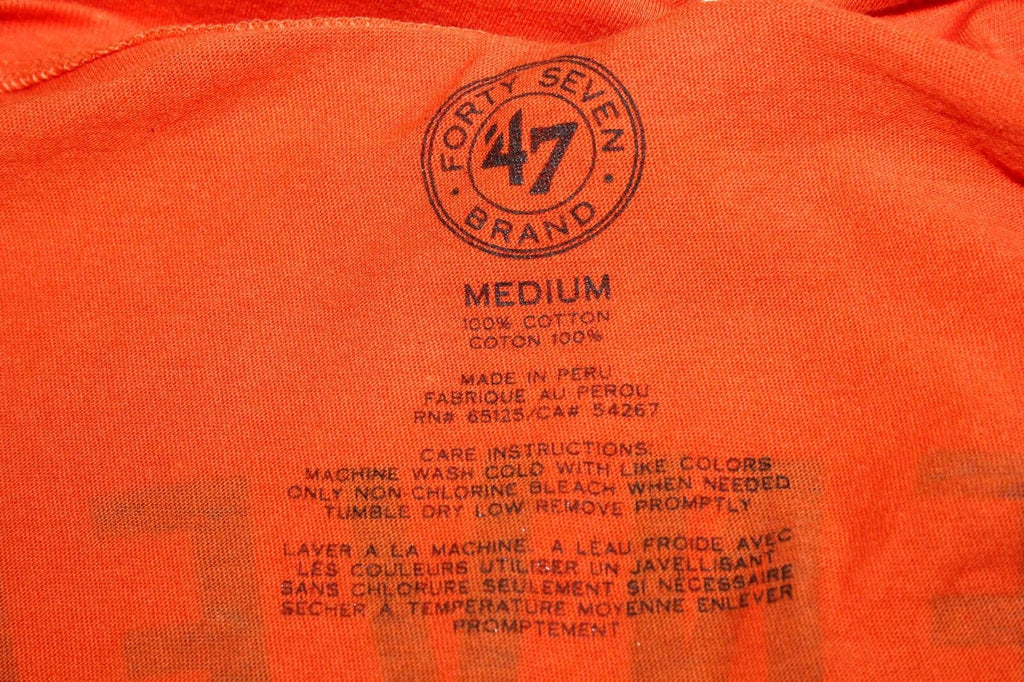 FORTY SEVEN
'47
BRAND
MEDIUM
100% COTTON
COTON 100%
MADE IN PERU
FABRIQUE AU PEROU
RN# 65125/CA# 54267
CARE INSTRUCTIONS:
MACHINE WASH COLD WITH LIKE COLORS
ONLY NON CHLORINE BLEACH WHEN NEEDED
TUMBLE DRY LOW REMOVE PROMPTLY
LAVER A LA MACHINE. A LEAU FROIDE AVEC
LES COULEURS UTILISER UN JAVELLISANT
SANS CHLORURE SEULEMENT SI NECESSAIRE
SECHER A TEMPERATURE MOYENNE ENLEVER
PROMPTEMENT